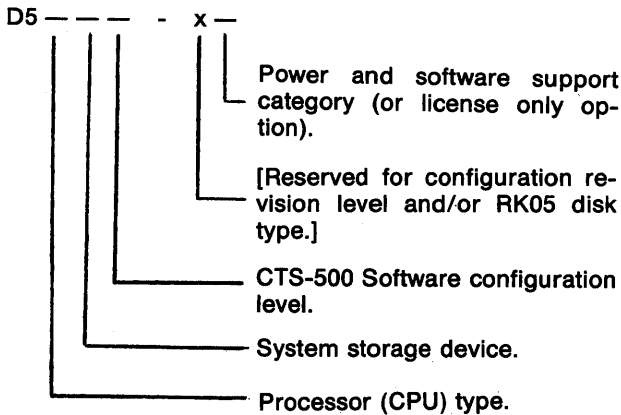 D5 – – – - x –
Power and software support
category (or license only op-
tion).
[Reserved for configuration re-
vision level and/or RK05 disk
type.]
CTS-500 Software configuration
level.
System storage device.
Processor (CPU) type.